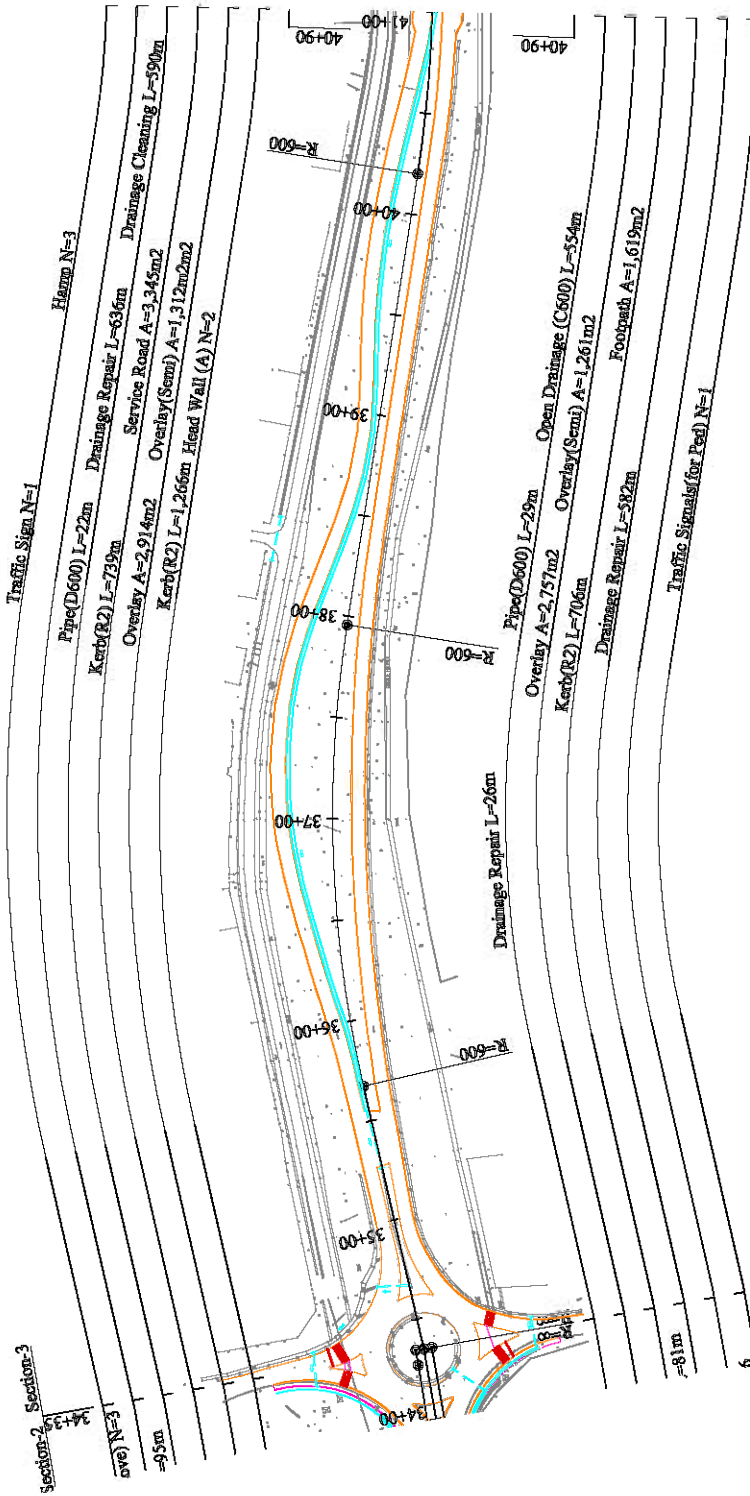 Traffic Sign N=1
Hamp N=3
Pipe(D600) L=22m Drainage Repair L=636m Drainage Cleaning L=590m
Kerb(R2) L=739m Service Road A=3,345m2
Overlay A=2,914m2 Overlay(Semi) A=1,312m2m2
Kerb(R2) L=1,266m Head Wall (A) N=2
Section-2 Section-3
ove) N=3
=95m
41+00
40+90
40+90
R=600
40+00
39+00
38+00
R=600
37+00
36+00
R=600
35+00
34+00
Drainage Repair L=26m
Pipe(D600) L=29m Open Drainage (C600) L=554m
Overlay A=2,757m2 Overlay(Semi) A=1,261m2
Kerb(R2) L=706m Footpath A=1,619m2
Drainage Repair L=582m
Traffic Signals(for Ped) N=1
=81m